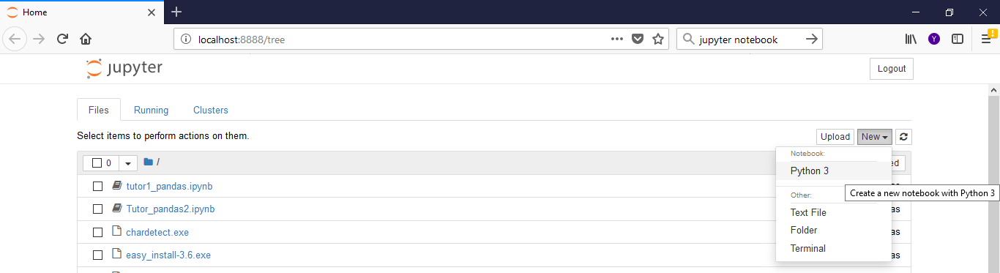 Home
localhost:8888/tree
jupyter notebook
Y
jupyter
Logout
Files Running Clusters
Select items to perform actions on them.
Upload New
0 /
Notebook:
Python 3
Create a new notebook with Python 3
Other:
Text File
Folder
Terminal
tutor1_pandas.ipynb
Tutor_pandas2.ipynb
chardetect.exe
easy_install-3.6.exe